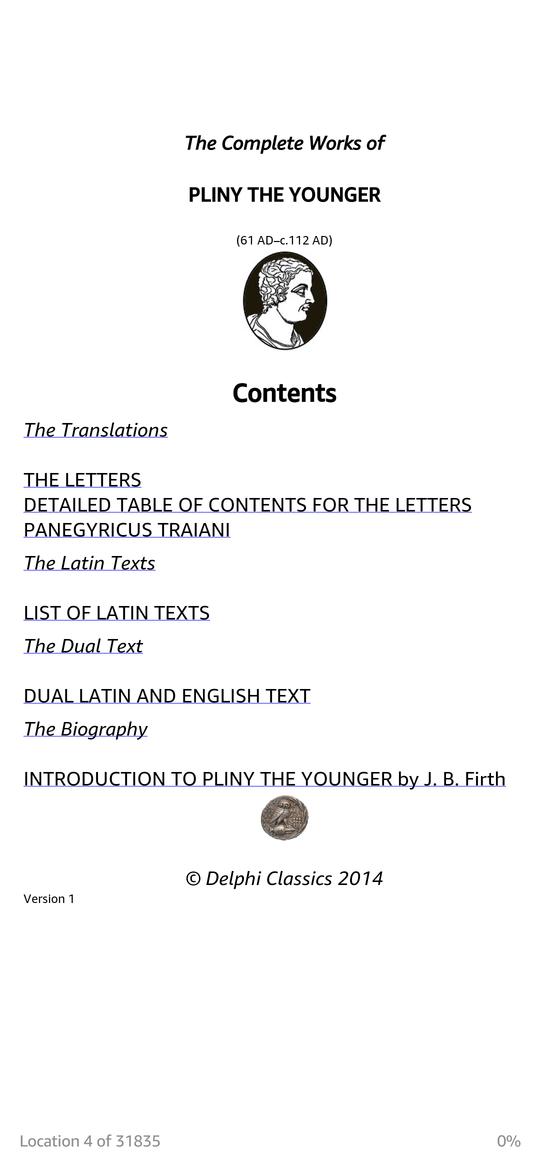 The Complete Works of
PLINY THE YOUNGER
(61 AD–c.112 AD)
Contents
The Translations
THE LETTERS
DETAILED TABLE OF CONTENTS FOR THE LETTERS
PANEGYRICUS TRAIANI
The Latin Texts
LIST OF LATIN TEXTS
The Dual Text
DUAL LATIN AND ENGLISH TEXT
The Biography
INTRODUCTION TO PLINY THE YOUNGER by J. B. Firth
© Delphi Classics 2014
Version 1
Location 4 of 31835 0%